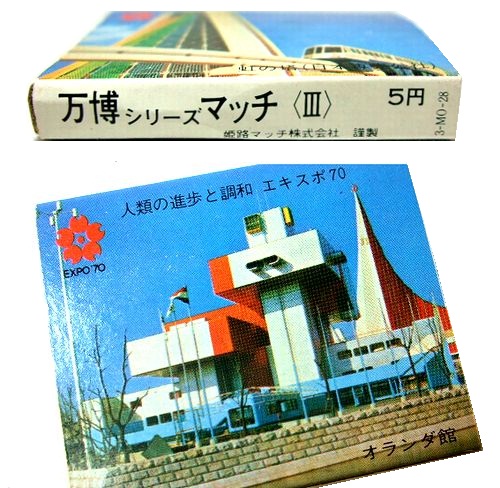 万博シリーズマッチ〈Ⅲ〉 5円
姫路マッチ株式会社 謹製
3-MO-28
人類の進歩と調和 エキスポ70
EXPO'70
オランダ館